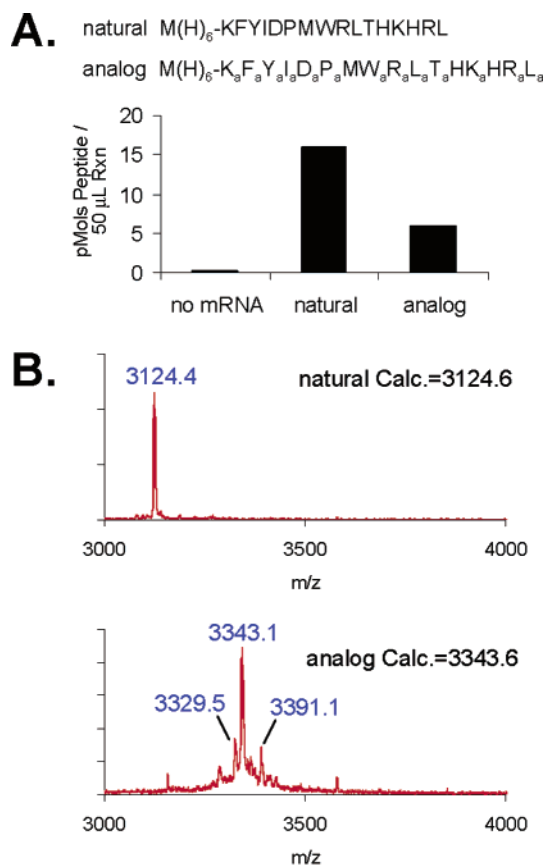 A.
natural M(H)₆-KFYIDPMWRLTHKHRL
analog M(H)₆-KₐFₐYₐIₐDₐPₐMWₐRₐLₐTₐHKₐHRₐLₐ
pMols Peptide /
50 µL Rxn
20
15
10
5
0
no mRNA natural analog
B.
3124.4
natural Calc.=3124.6
3000 3500 4000
m/z
3343.1
analog Calc.=3343.6
3329.5 3391.1
3000 3500 4000
m/z